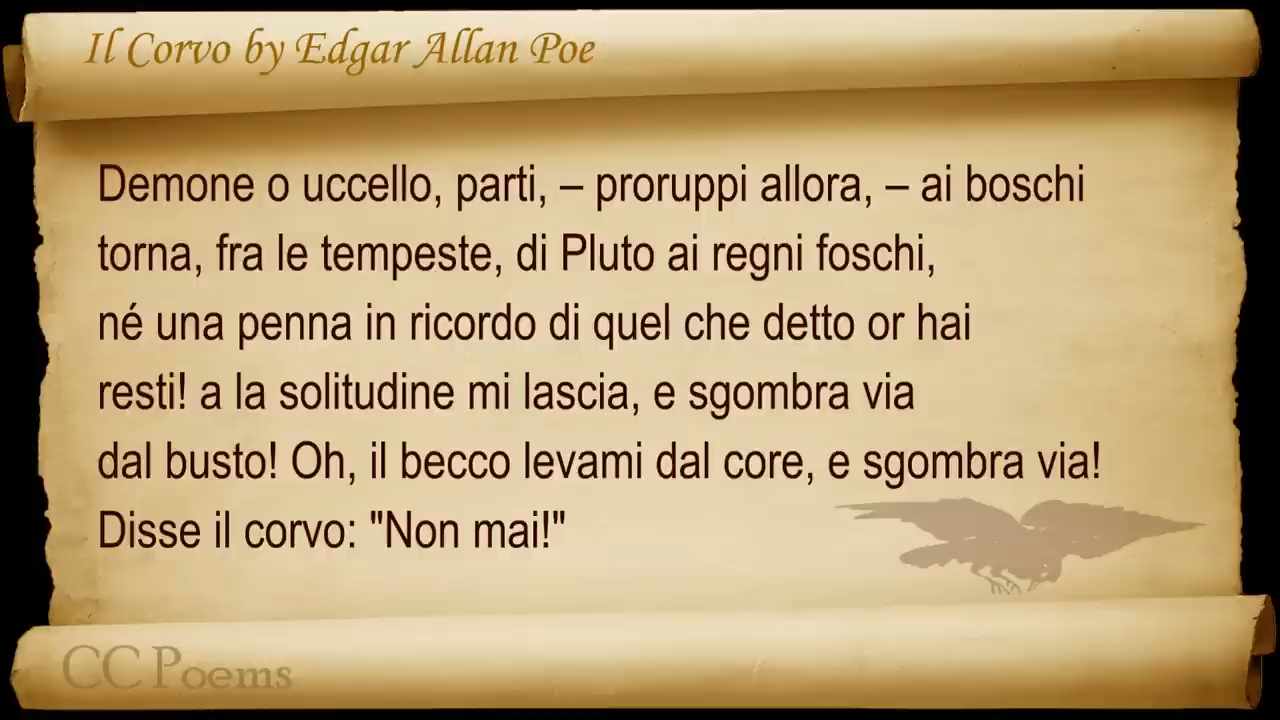 Il Corvo by Edgar Allan Poe
Demone o uccello, parti, – proruppi allora, – ai boschi
torna, fra le tempeste, di Pluto ai regni foschi,
né una penna in ricordo di quel che detto or hai
resti! a la solitudine mi lascia, e sgombra via
dal busto! Oh, il becco levami dal core, e sgombra via!
Disse il corvo: "Non mai!"
CC Poems